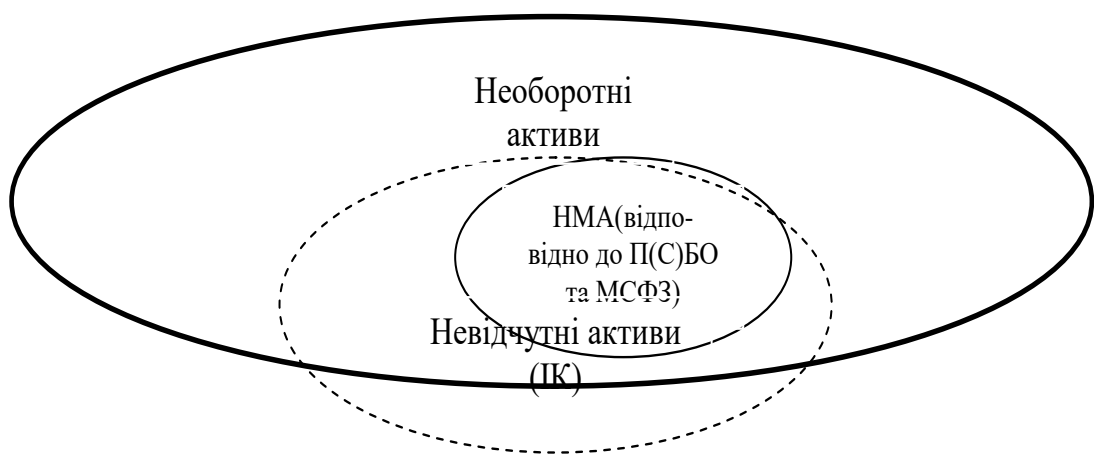 Необоротні
активи
НМА(відпо-
відно до П(С)БО
та МСФЗ)
Невідчутні активи
(ІК)